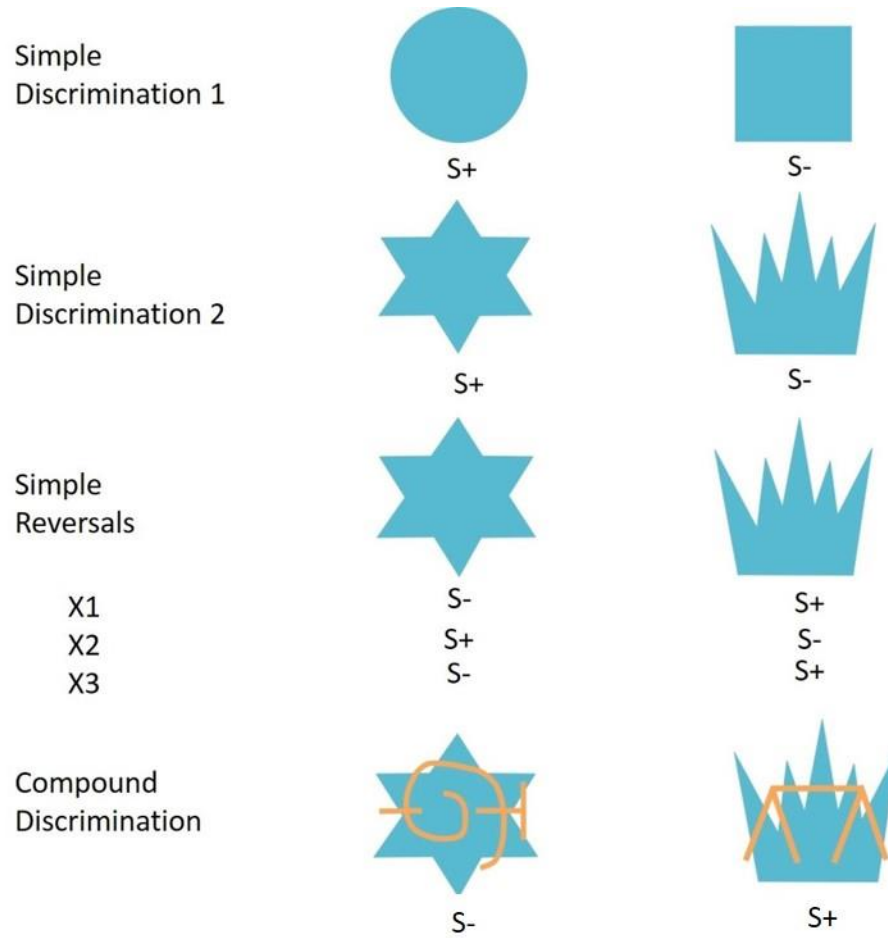 Simple
Discrimination 1
S+
S-
Simple
Discrimination 2
S+
S-
Simple
Reversals
X1 S- S+
X2 S+ S-
X3 S- S+
Compound
Discrimination
S-
S+